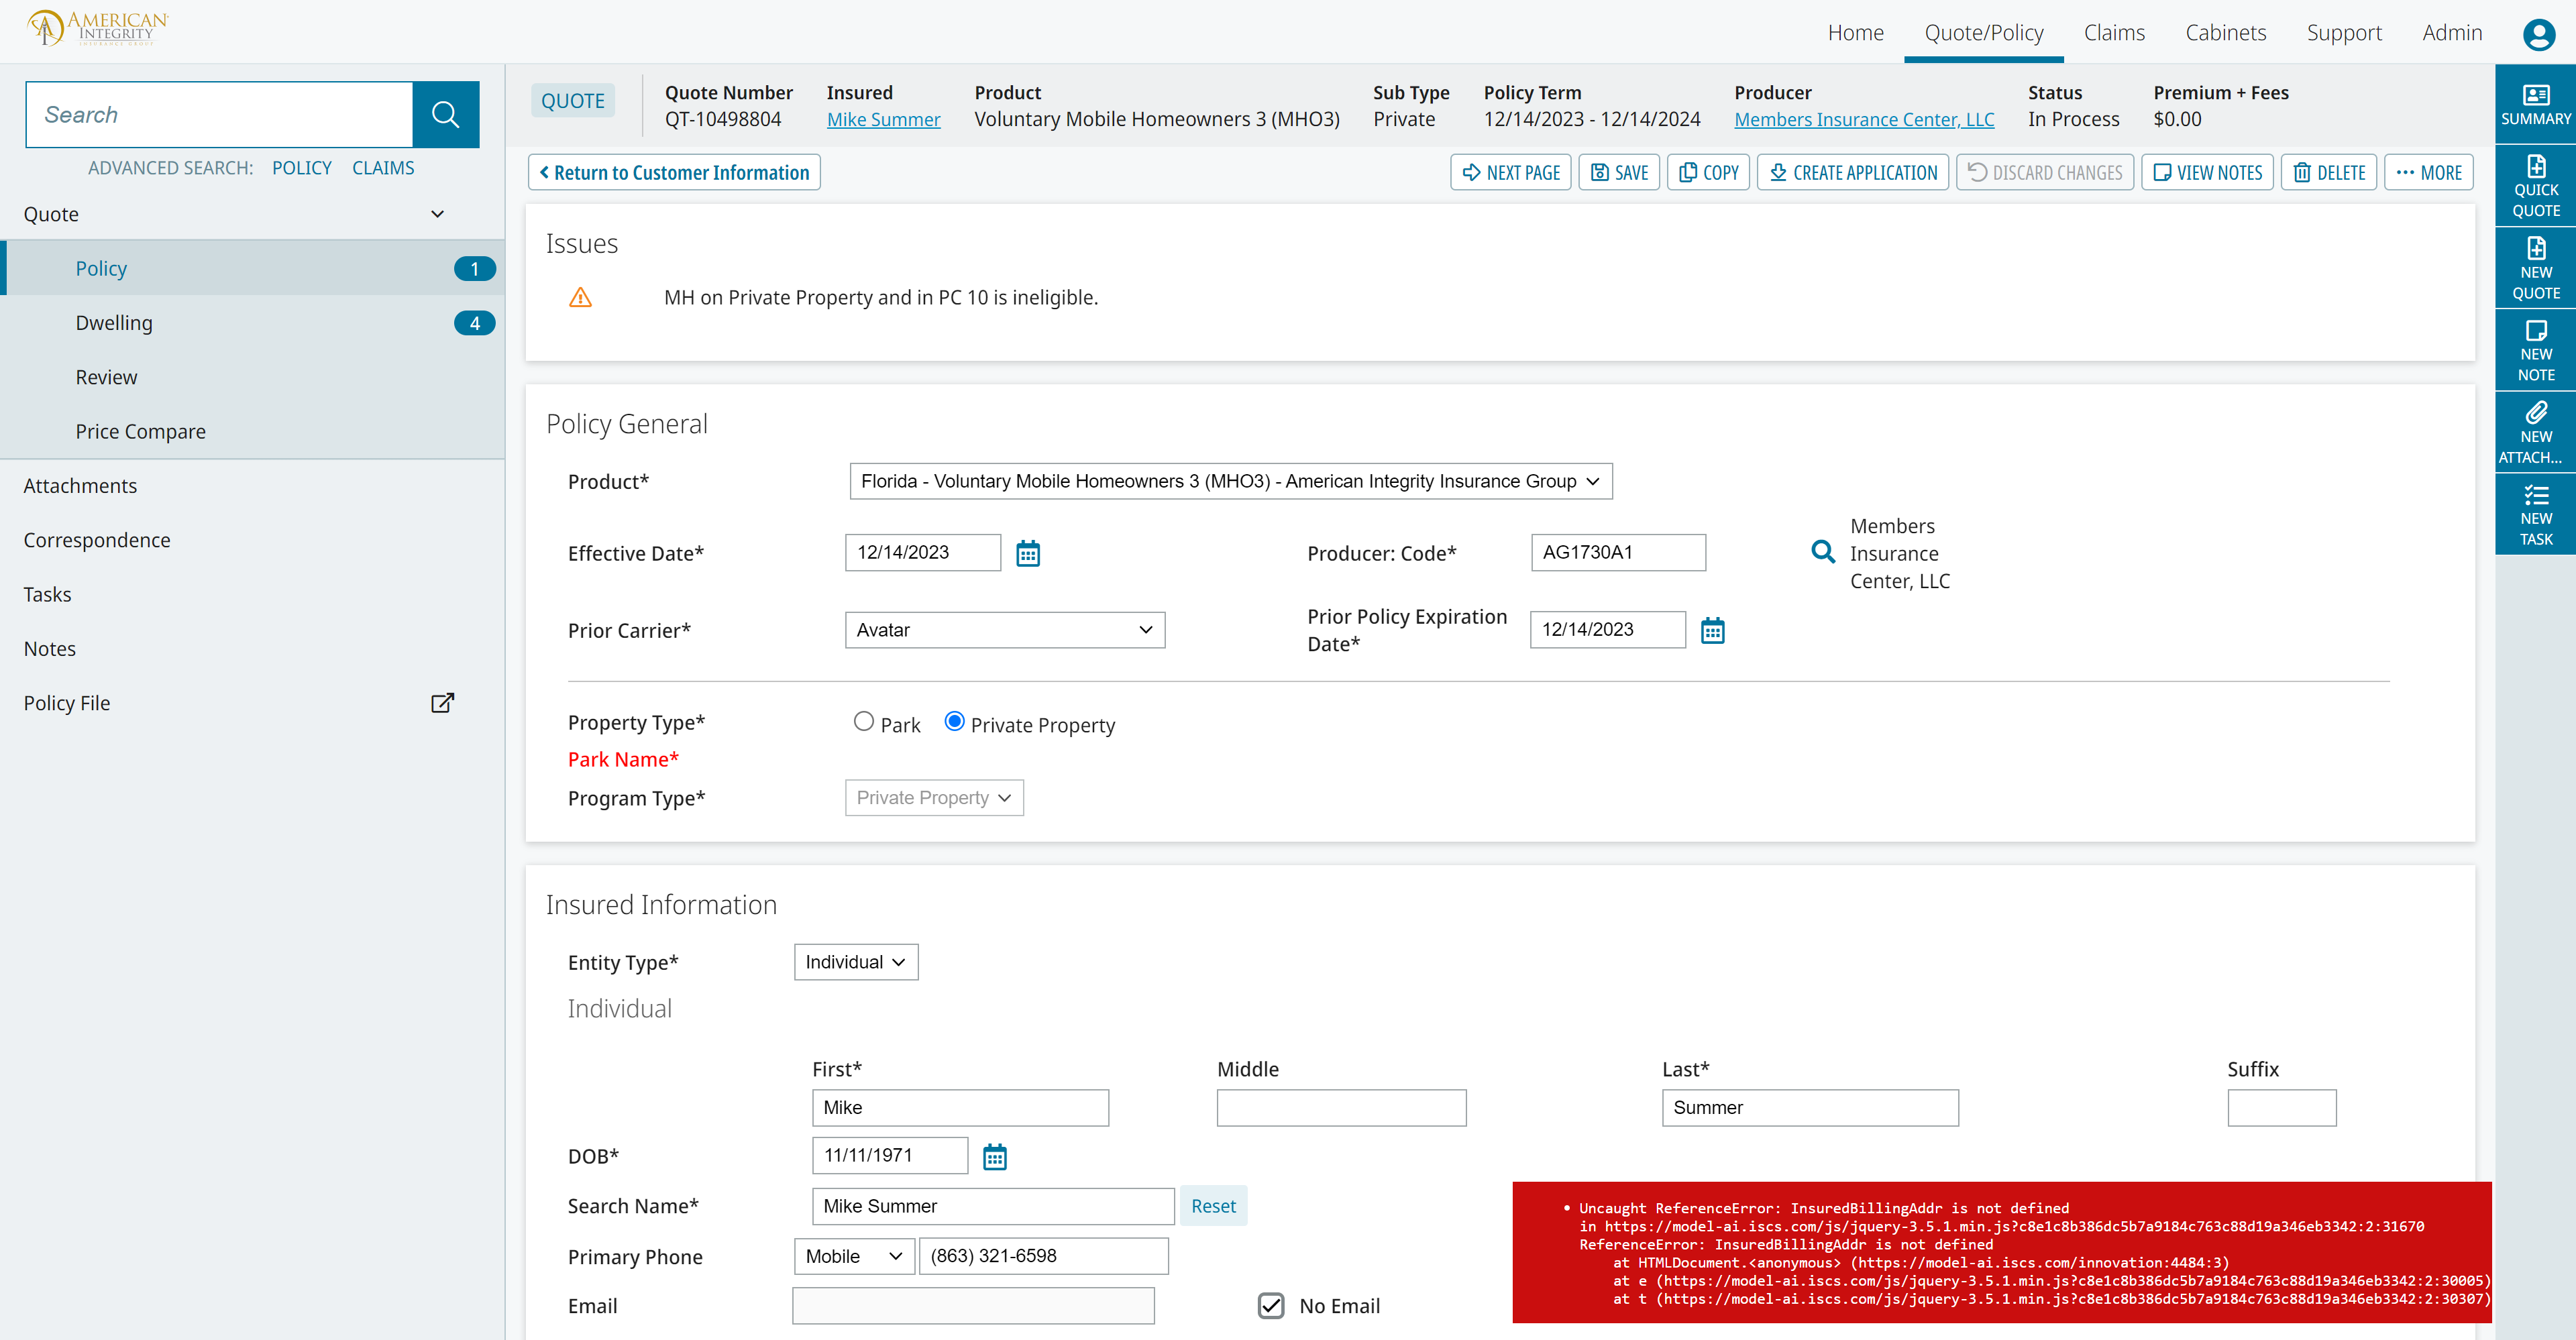 AMERICAN
INTEGRITY
INSURANCE GROUP
Home
Quote/Policy
Claims
Cabinets
Support
Admin
Search
ADVANCED SEARCH: POLICY CLAIMS
Quote
Policy 1
Dwelling 4
Review
Price Compare
Attachments
Correspondence
Tasks
Notes
Policy File
QUOTE
Quote Number Insured Product Sub Type Policy Term Producer Status Premium + Fees
QT-10498804 Mike Summer Voluntary Mobile Homeowners 3 (MHO3) Private 12/14/2023 - 12/14/2024 Members Insurance Center, LLC In Process $0.00
Return to Customer Information
NEXT PAGE
SAVE
COPY
CREATE APPLICATION
DISCARD CHANGES
VIEW NOTES
DELETE
MORE
Issues
MH on Private Property and in PC 10 is ineligible.
Policy General
Product* Florida - Voluntary Mobile Homeowners 3 (MHO3) - American Integrity Insurance Group
Effective Date* 12/14/2023
Producer: Code* AG1730A1
Members
Insurance
Center, LLC
Prior Carrier* Avatar
Prior Policy Expiration
Date*
12/14/2023
Property Type* Park Private Property
Park Name*
Program Type* Private Property
Insured Information
Entity Type* Individual
Individual
First* Middle Last* Suffix
Mike Summer
DOB* 11/11/1971
Search Name* Mike Summer Reset
Primary Phone Mobile (863) 321-6598
Email No Email
• Uncaught ReferenceError: InsuredBillingAddr is not defined
in https://model-ai.iscs.com/js/jquery-3.5.1.min.js?c8e1c8b386dc5b7a9184c763c88d19a346eb3342:2:31670
ReferenceError: InsuredBillingAddr is not defined
at HTMLDocument.<anonymous> (https://model-ai.iscs.com/innovation:4484:3)
at e (https://model-ai.iscs.com/js/jquery-3.5.1.min.js?c8e1c8b386dc5b7a9184c763c88d19a346eb3342:2:30005)
at t (https://model-ai.iscs.com/js/jquery-3.5.1.min.js?c8e1c8b386dc5b7a9184c763c88d19a346eb3342:2:30307)
SUMMARY
QUICK
QUOTE
NEW
QUOTE
NEW
NOTE
NEW
ATTACH...
NEW
TASK